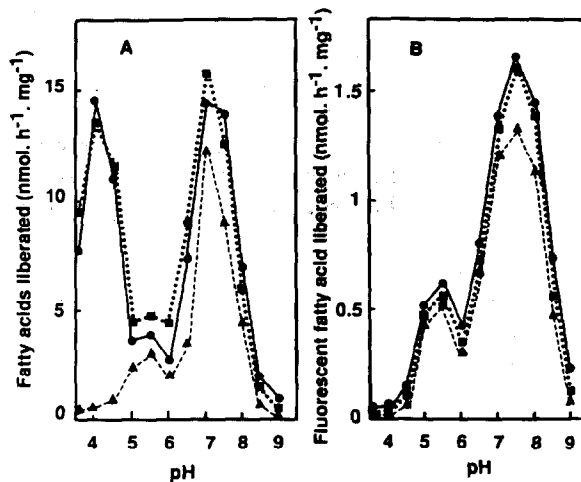 A
Fatty acids liberated (nmol. h⁻¹. mg⁻¹)
15
10
5
0
4 5 6 7 8 9
pH
B
Fluorescent fatty acid liberated (nmol. h⁻¹. mg⁻¹)
1.5
1
0.5
0
4 5 6 7 8 9
pH